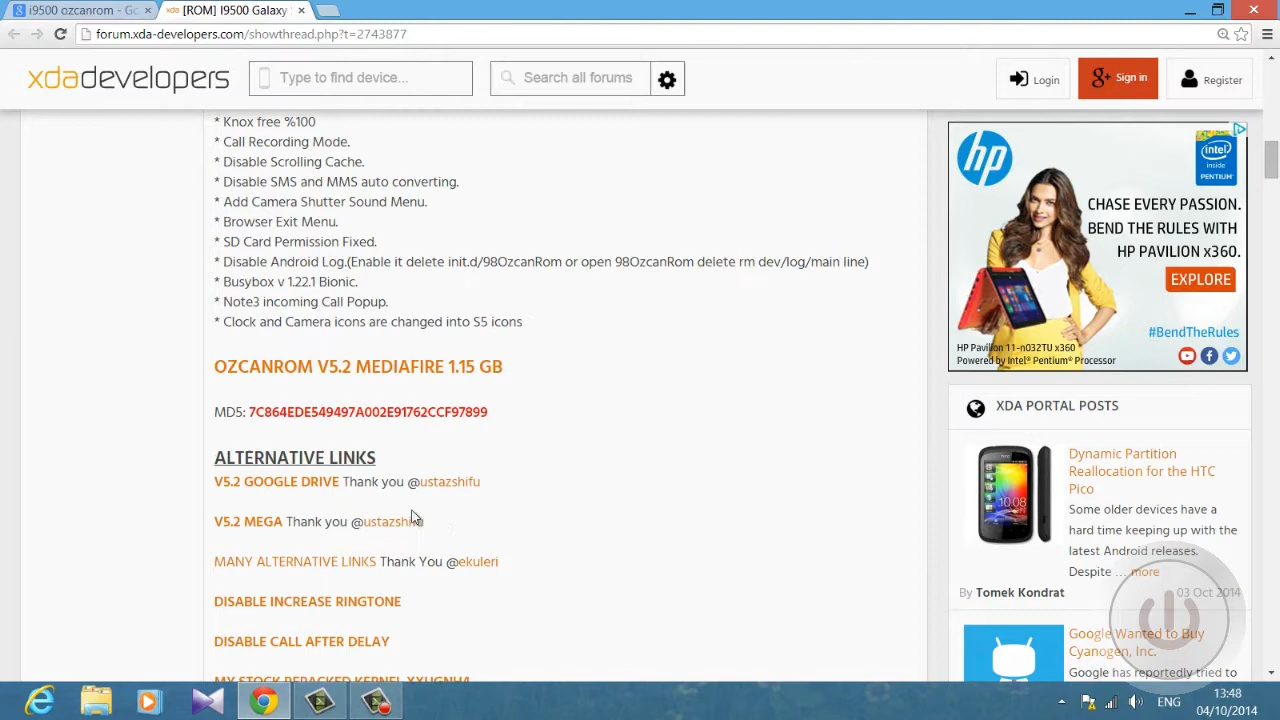 i9500 ozcanrom - Go
[ROM] I9500 Galaxy
forum.xda-developers.com/showthread.php?t=2743877
xdadevelopers
Type to find device...
Search all forums
Login
g+ Sign in
Register
* Knox free %100
* Call Recording Mode.
* Disable Scrolling Cache.
* Disable SMS and MMS auto converting.
* Add Camera Shutter Sound Menu.
* Browser Exit Menu.
* SD Card Permission Fixed.
* Disable Android Log.(Enable it delete init.d/98OzcanRom or open 98OzcanRom delete rm dev/log/main line)
* Busybox v 1.22.1 Bionic.
* Note3 incoming Call Popup.
* Clock and Camera icons are changed into S5 icons
OZCANROM V5.2 MEDIAFIRE 1.15 GB
MD5: 7C864EDE549497A002E91762CCF97899
ALTERNATIVE LINKS
V5.2 GOOGLE DRIVE Thank you @ustazshifu
V5.2 MEGA Thank you @ustazshifu
MANY ALTERNATIVE LINKS Thank You @ekuleri
DISABLE INCREASE RINGTONE
DISABLE CALL AFTER DELAY
MY STOCK REPACKED KERNEL XXUGNH4
hp
intel
inside
PENTIUM®
CHASE EVERY PASSION.
BEND THE RULES WITH
HP PAVILION x360.
EXPLORE
#BendTheRules
HP Pavilion 11-n032TU x360
Powered by Intel® Pentium® Processor
XDA PORTAL POSTS
Dynamic Partition
Reallocation for the HTC
Pico
Some older devices have a
hard time keeping up with the
latest Android releases.
Despite … more
By Tomek Kondrat
03 Oct 2014
Google Wanted to Buy
Cyanogen, Inc.
Google has reportedly tried to
ENG
13:48
04/10/2014